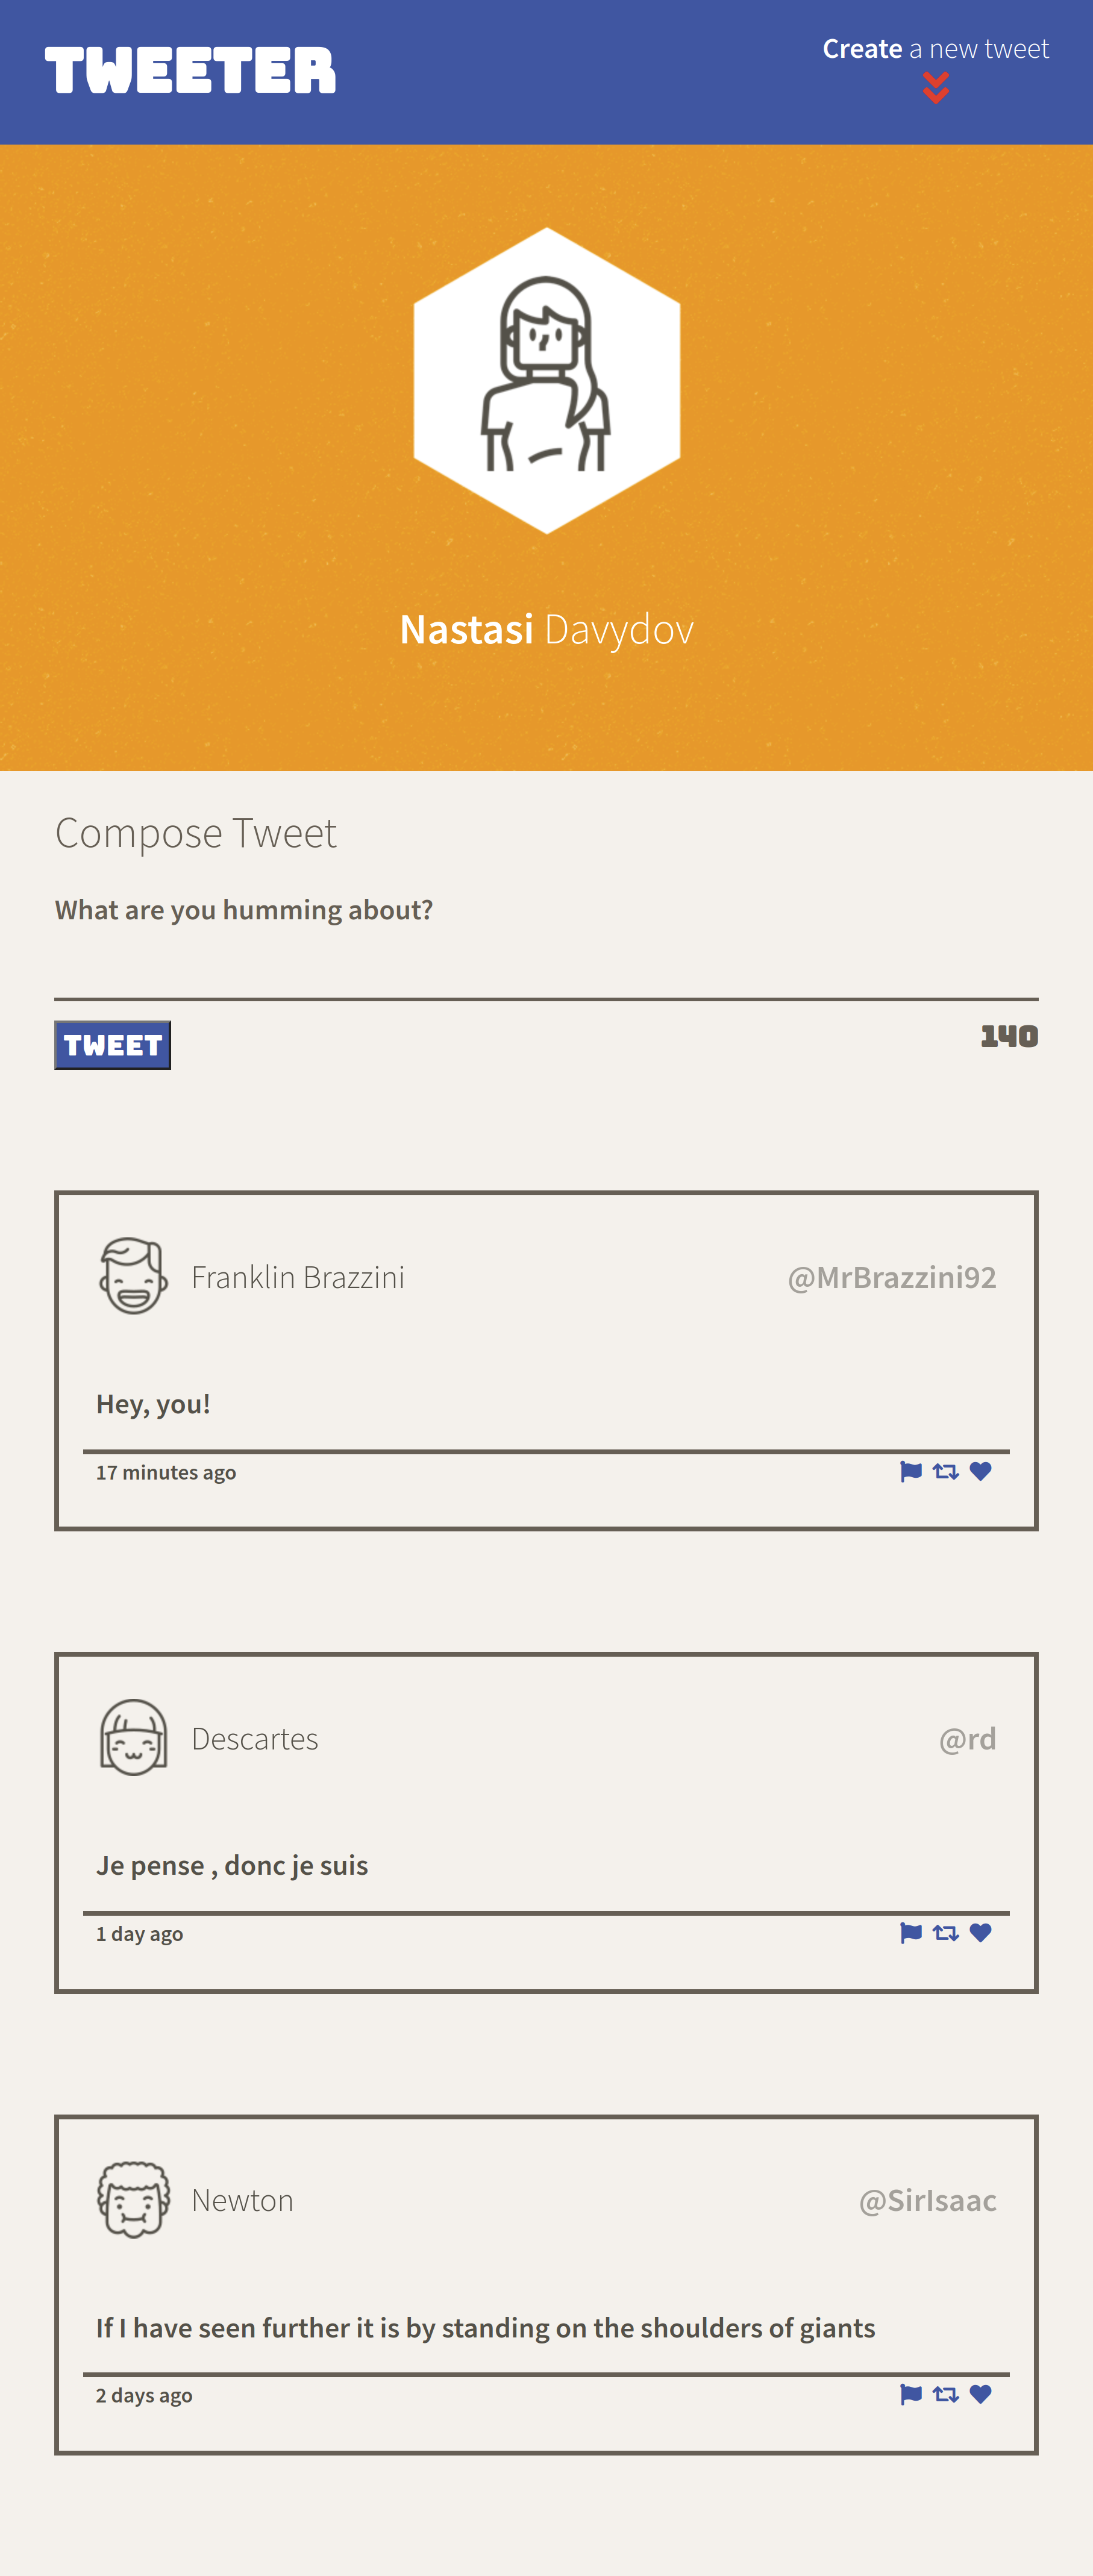 TWEETER
Create a new tweet
Nastasi Davydov
Compose Tweet
What are you humming about?
TWEET
140
Franklin Brazzini
@MrBrazzini92
Hey, you!
17 minutes ago
Descartes
@rd
Je pense , donc je suis
1 day ago
Newton
@SirIsaac
If I have seen further it is by standing on the shoulders of giants
2 days ago